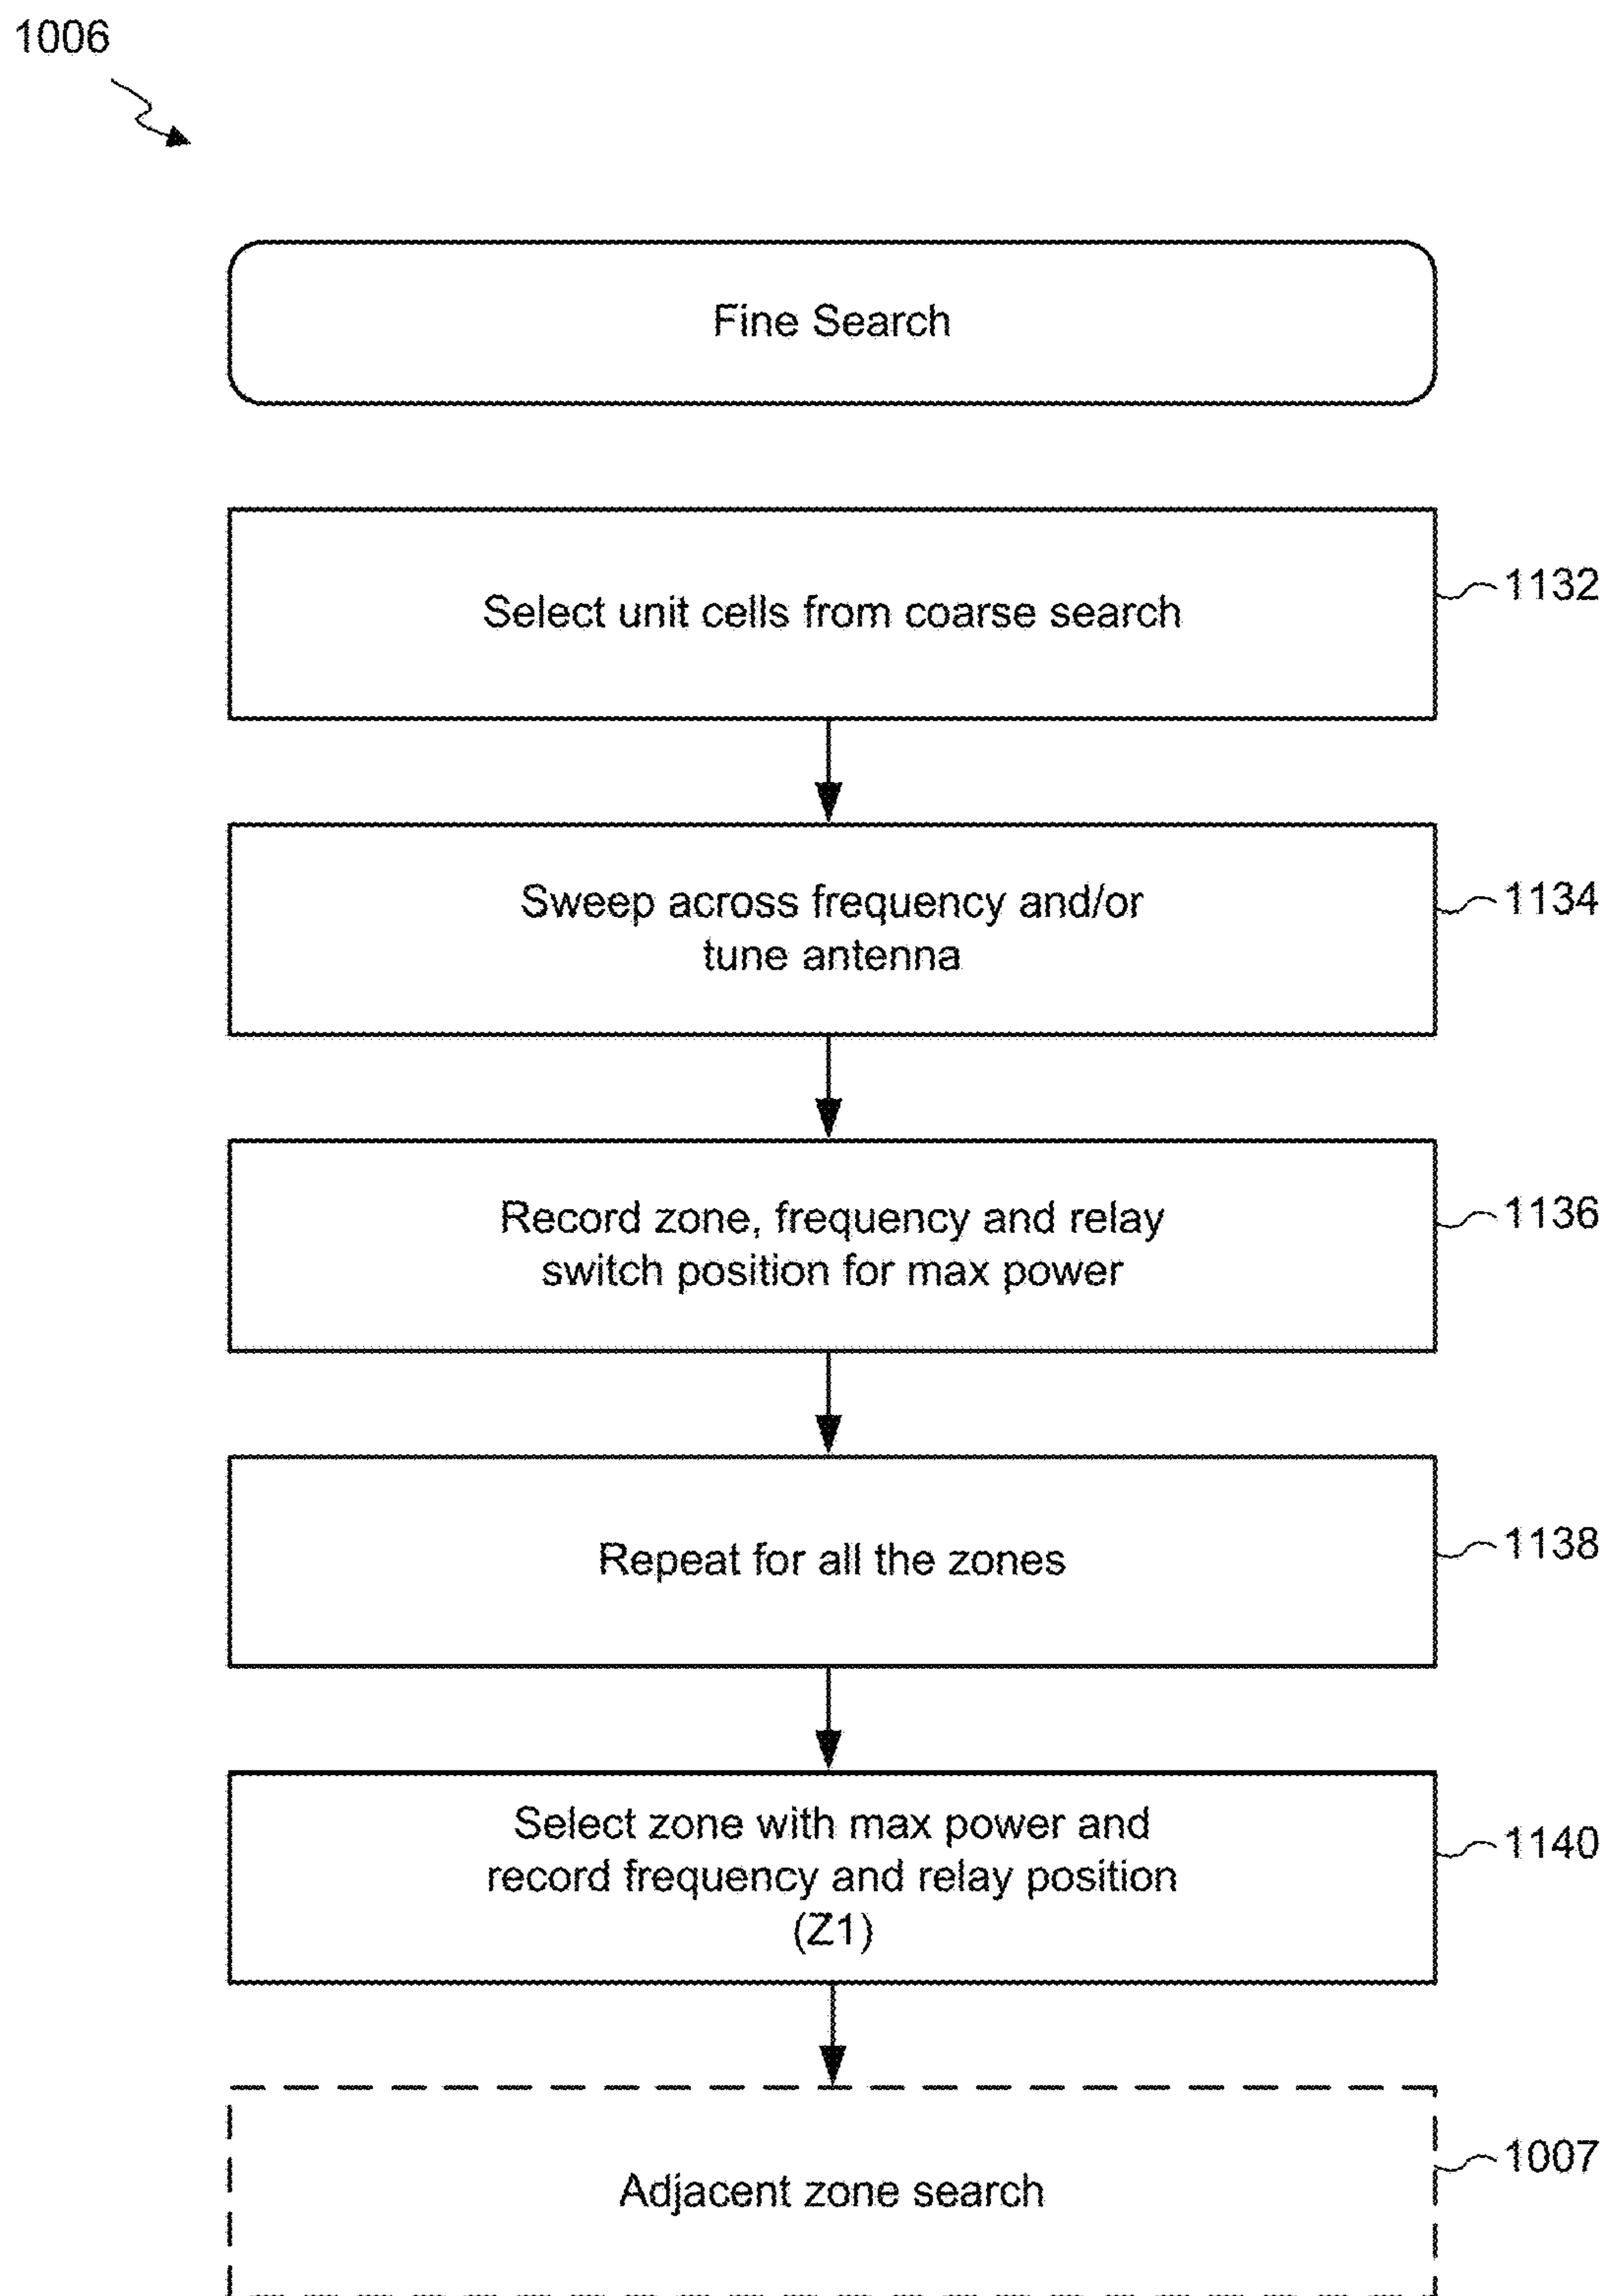 1006
Fine Search
Select unit cells from coarse search
1132
Sweep across frequency and/or
tune antenna
1134
Record zone, frequency and relay
switch position for max power
1136
Repeat for all the zones
1138
Select zone with max power and
record frequency and relay position
(Z1)
1140
Adjacent zone search
1007